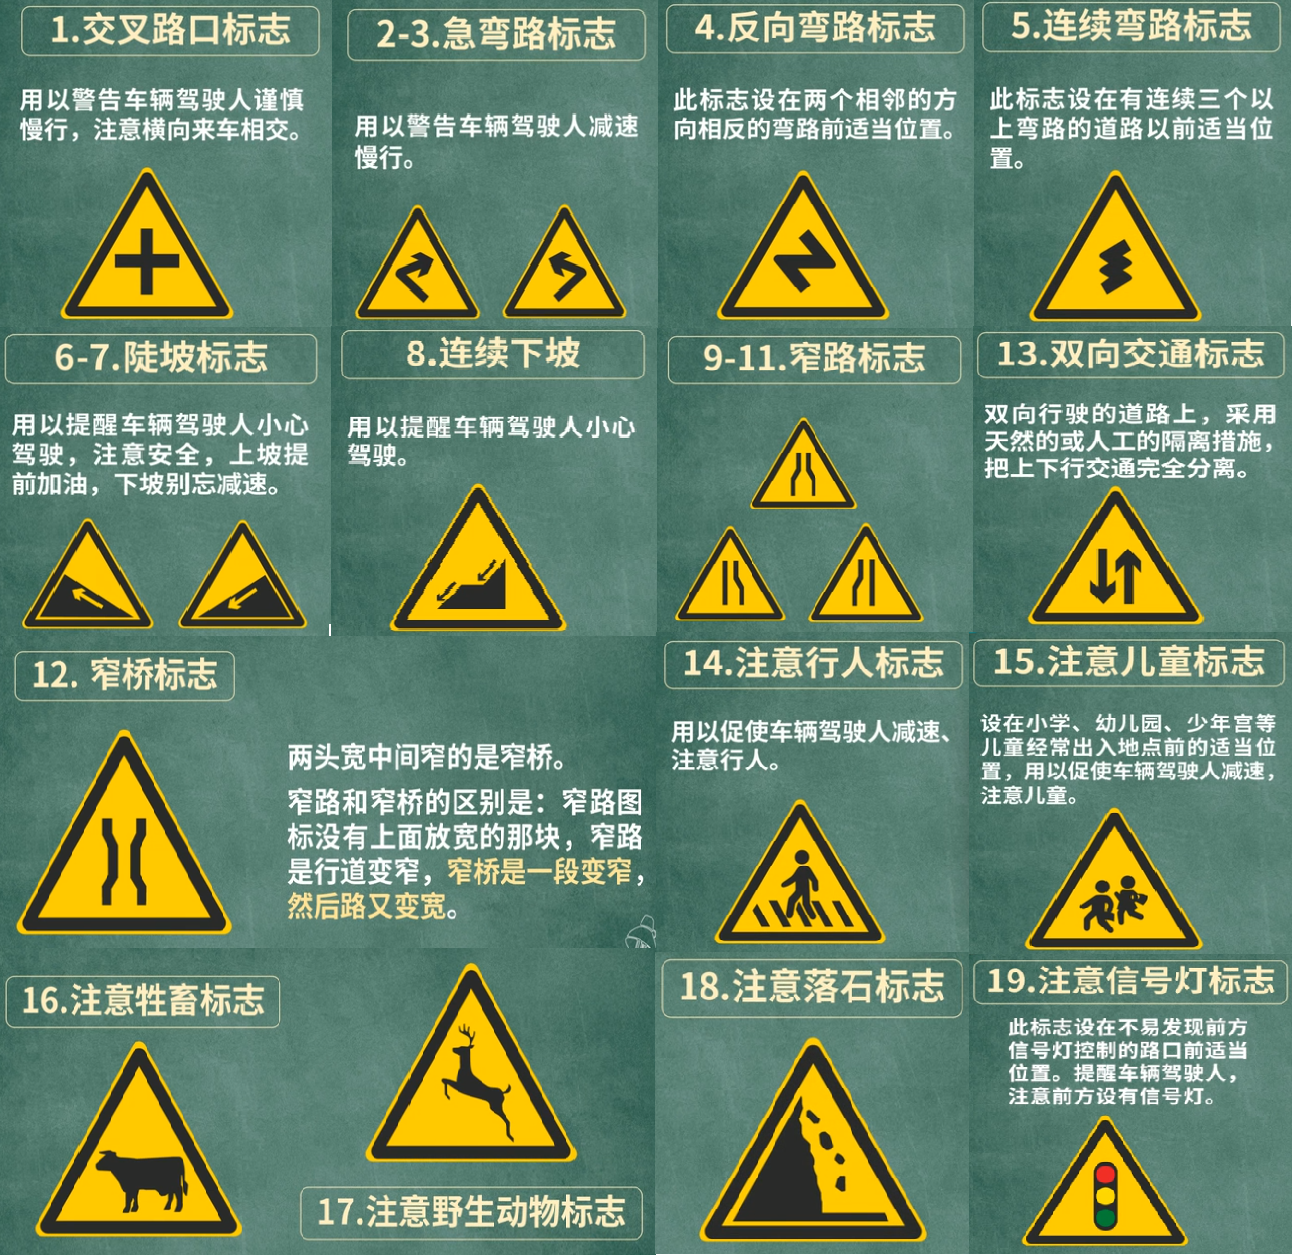 1.交叉路口标志
用以警告车辆驾驶人谨慎
慢行，注意横向来车相交。
2-3.急弯路标志
用以警告车辆驾驶人减速
慢行。
4.反向弯路标志
此标志设在两个相邻的方
向相反的弯路前适当位置。
5.连续弯路标志
此标志设在有连续三个以
上弯路的道路以前适当位
置。
6-7.陡坡标志
用以提醒车辆驾驶人小心
驾驶，注意安全，上坡提
前加油，下坡别忘减速。
8.连续下坡
用以提醒车辆驾驶人小心
驾驶。
9-11.窄路标志
13.双向交通标志
双向行驶的道路上，采用
天然的或人工的隔离措施，
把上下行交通完全分离。
12. 窄桥标志
两头宽中间窄的是窄桥。
窄路和窄桥的区别是：窄路图
标没有上面放宽的那块，窄路
是行道变窄，窄桥是一段变窄，
然后路又变宽。
14.注意行人标志
用以促使车辆驾驶人减速、
注意行人。
15.注意儿童标志
设在小学、幼儿园、少年宫等
儿童经常出入地点前的适当位
置，用以促使车辆驾驶人减速，
注意儿童。
16.注意牲畜标志
17.注意野生动物标志
18.注意落石标志
19.注意信号灯标志
此标志设在不易发现前方
信号灯控制的路口前适当
位置。提醒车辆驾驶人，
注意前方设有信号灯。